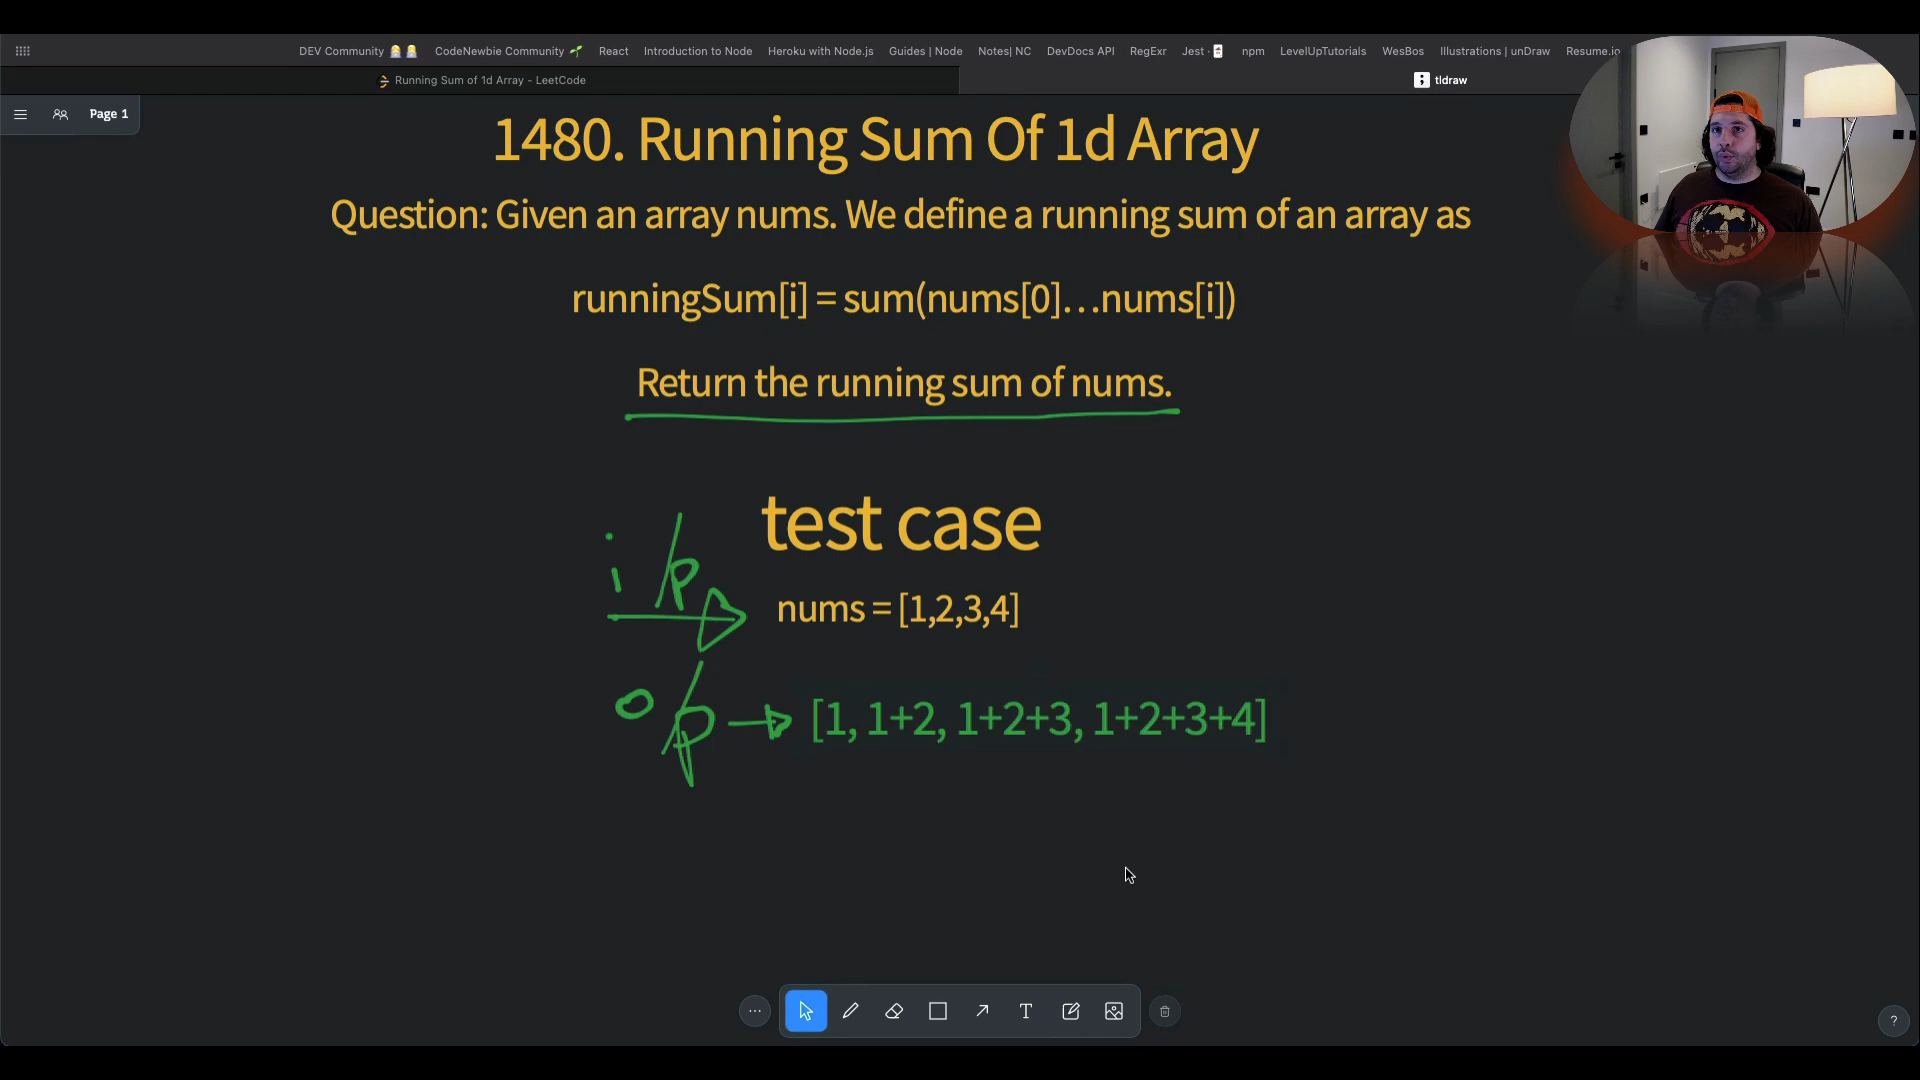 DEV Community 👩‍💻👩‍💻 CodeNewbie Community 🌱 React Introduction to Node Heroku with Node.js Guides | Node Notes| NC DevDocs API RegExr Jest · 🃏 npm LevelUpTutorials WesBos Illustrations | unDraw Resume.io
Running Sum of 1d Array - LeetCode
tldraw
Page 1
1480. Running Sum Of 1d Array
Question: Given an array nums. We define a running sum of an array as
runningSum[i] = sum(nums[0]…nums[i])
Return the running sum of nums.
test case
i/p
nums = [1,2,3,4]
o/p
[1, 1+2, 1+2+3, 1+2+3+4]
T
?